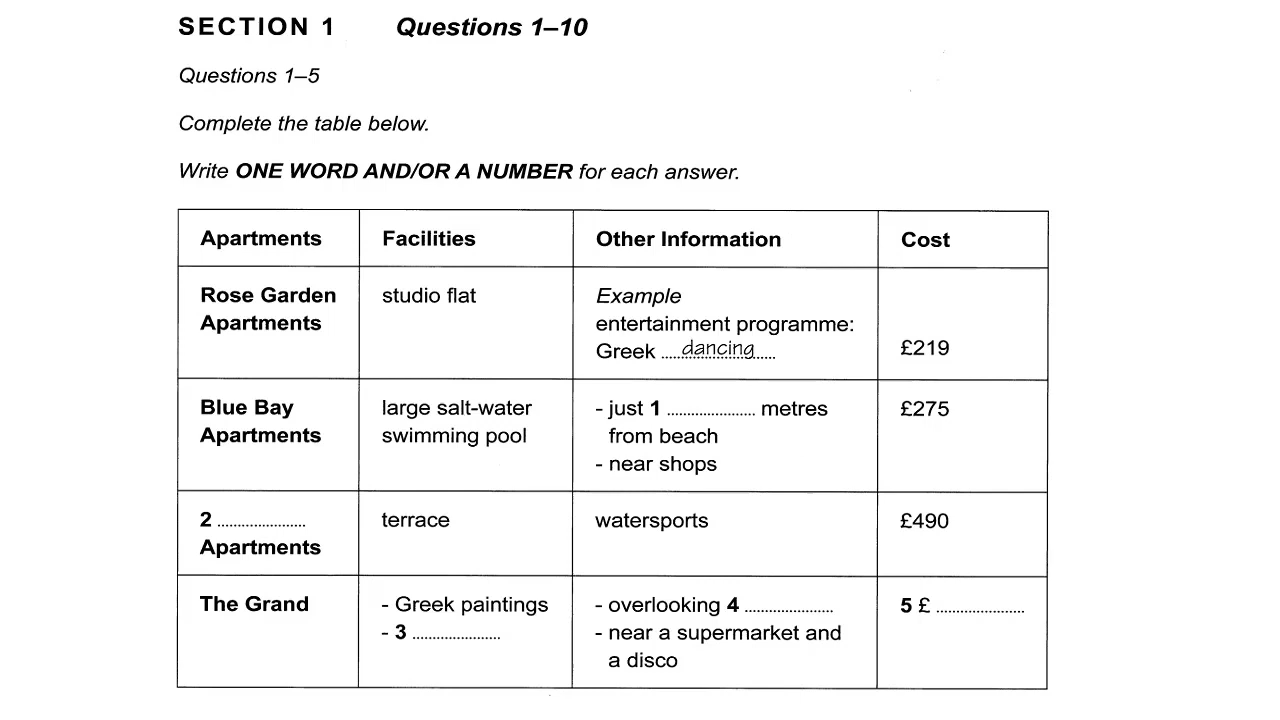 SECTION 1 Questions 1–10
Questions 1–5
Complete the table below.
Write ONE WORD AND/OR A NUMBER for each answer.
Apartments Facilities Other Information Cost
Rose Garden Apartments
studio flat
Example
entertainment programme:
Greek ......dancing......
£219
Blue Bay Apartments
large salt-water
swimming pool
- just 1 ...................... metres
from beach
- near shops
£275
2 ......................
Apartments
terrace
watersports
£490
The Grand
- Greek paintings
- 3 ......................
- overlooking 4 ......................
- near a supermarket and
a disco
5 £ ......................